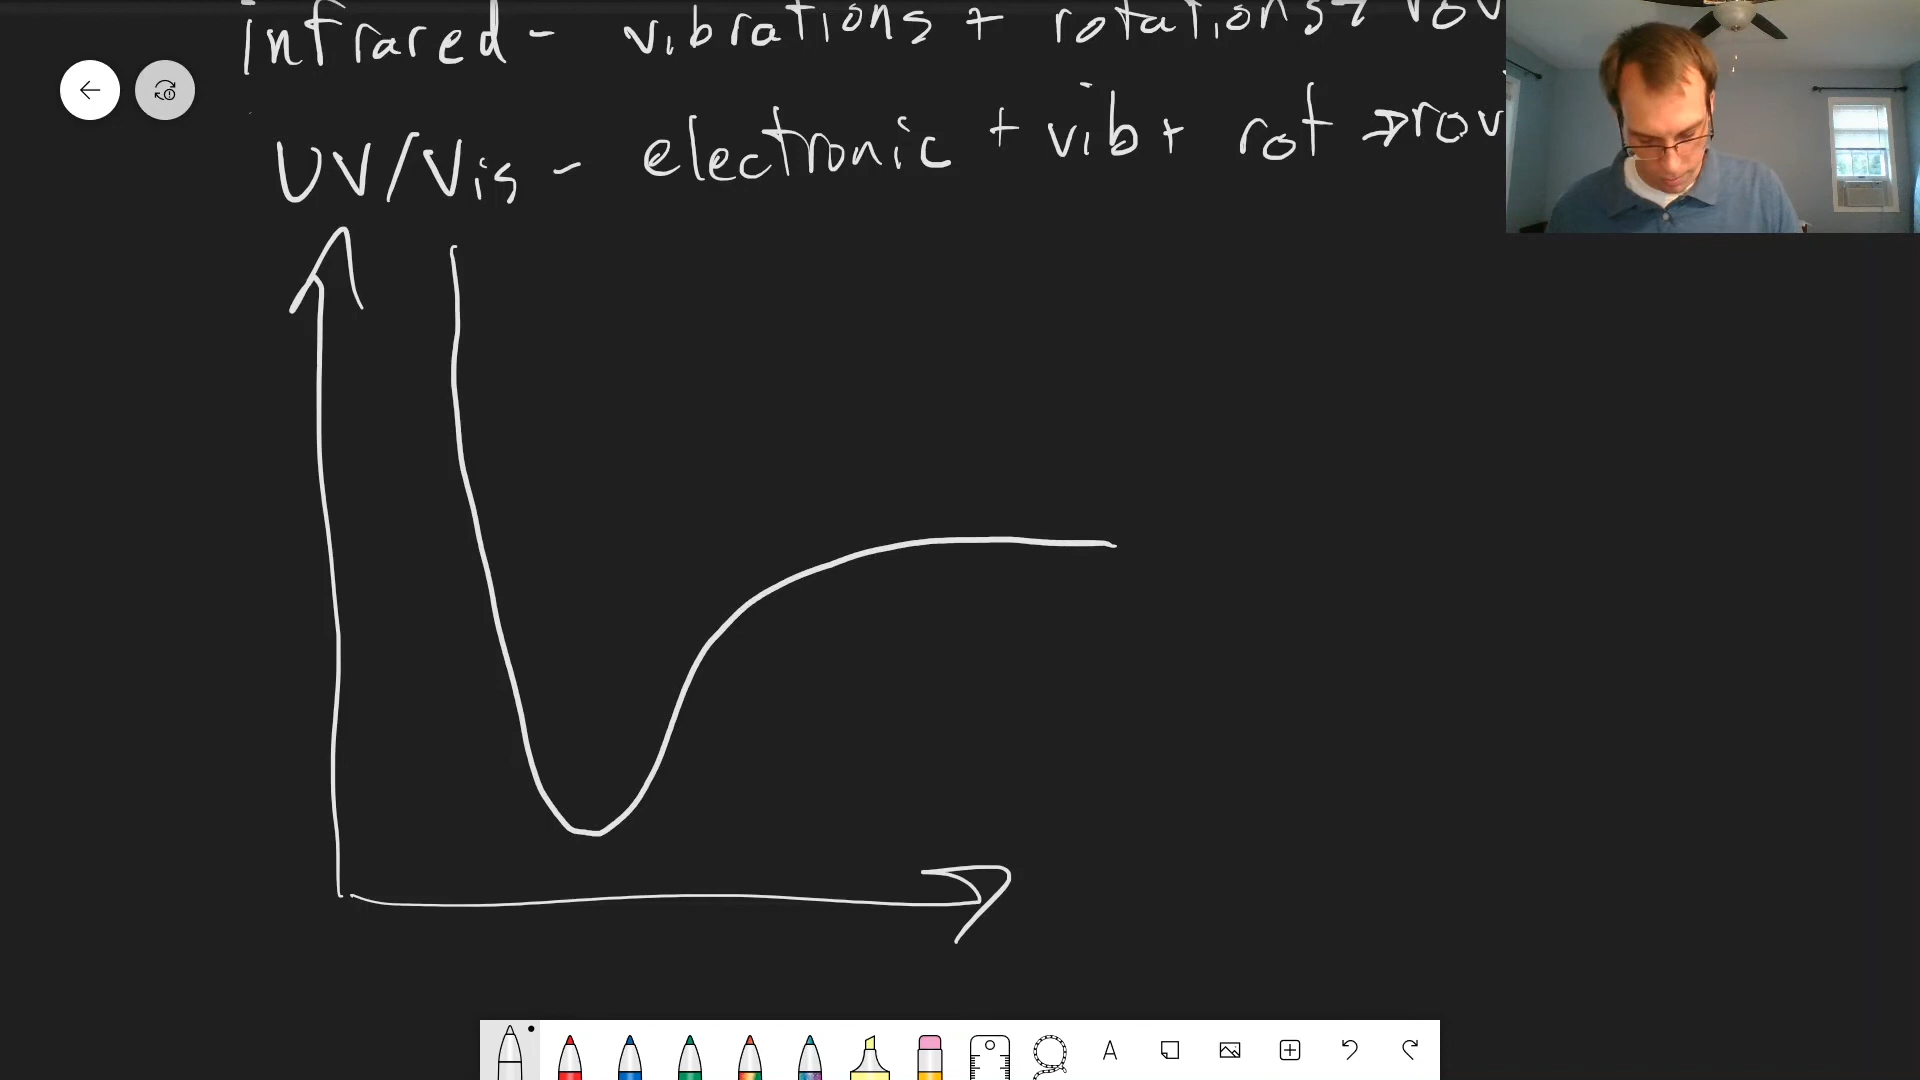 infrared - vibrations + rotations →
UV/Vis - electronic + vib + rot →
A